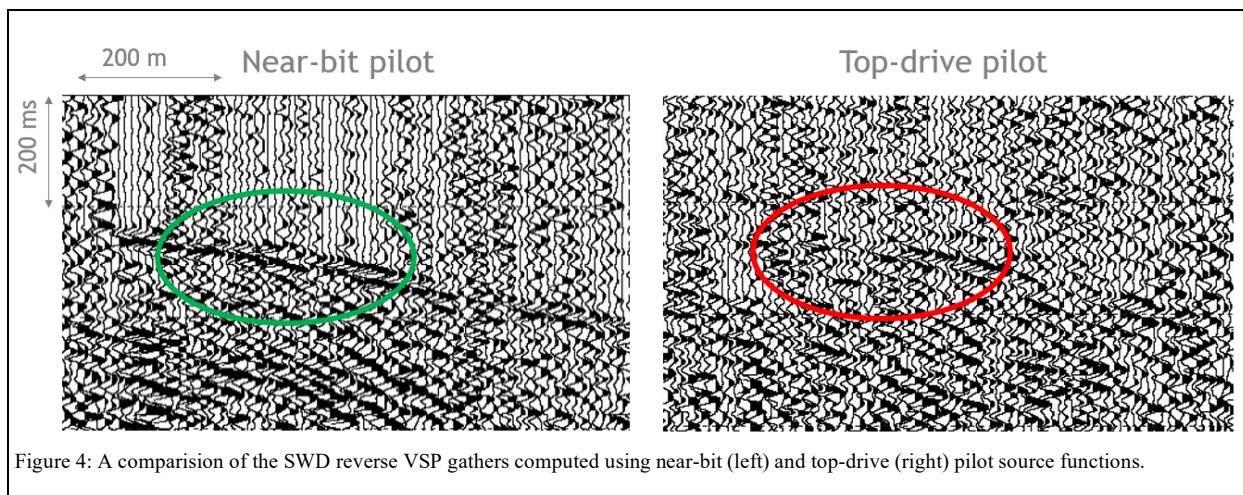 200 m
Near-bit pilot
Top-drive pilot
200 ms
Figure 4: A comparision of the SWD reverse VSP gathers computed using near-bit (left) and top-drive (right) pilot source functions.